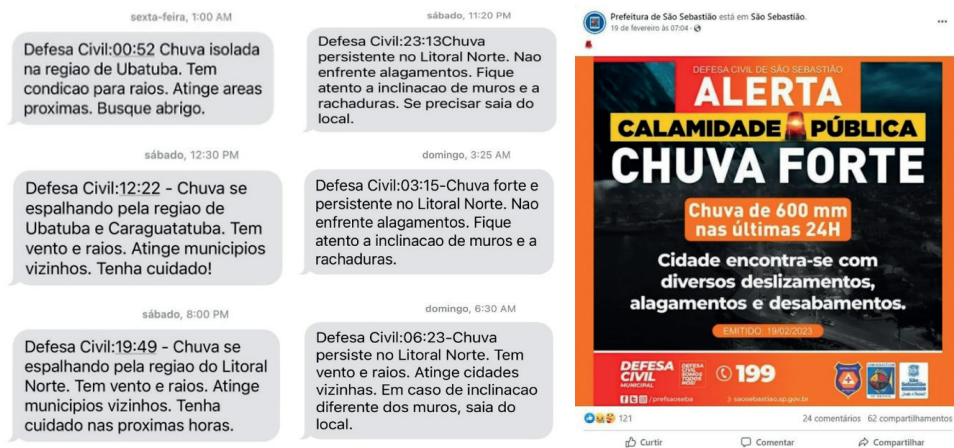 sexta-feira, 1:00 AM
Defesa Civil:00:52 Chuva isolada
na regiao de Ubatuba. Tem
condicao para raios. Atinge areas
proximas. Busque abrigo.
sábado, 12:30 PM
Defesa Civil:12:22 - Chuva se
espalhando pela regiao de
Ubatuba e Caraguatatuba. Tem
vento e raios. Atinge municipios
vizinhos. Tenha cuidado!
sábado, 8:00 PM
Defesa Civil:19:49 - Chuva se
espalhando pela regiao do Litoral
Norte. Tem vento e raios. Atinge
municipios vizinhos. Tenha
cuidado nas proximas horas.
sábado, 11:20 PM
Defesa Civil:23:13Chuva
persistente no Litoral Norte. Nao
enfrente alagamentos. Fique
atento a inclinacao de muros e a
rachaduras. Se precisar saia do
local.
domingo, 3:25 AM
Defesa Civil:03:15-Chuva forte e
persistente no Litoral Norte. Nao
enfrente alagamentos. Fique
atento a inclinacao de muros e a
rachaduras.
domingo, 6:30 AM
Defesa Civil:06:23-Chuva
persiste no Litoral Norte. Tem
vento e raios. Atinge cidades
vizinhas. Em caso de inclinacao
diferente dos muros, saia do
local.
Prefeitura de São Sebastião está em São Sebastião.
19 de fevereiro às 07:04 ·
DEFESA CIVIL DE SÃO SEBASTIÃO
ALERTA
CALAMIDADE PÚBLICA
CHUVA FORTE
Chuva de 600 mm
nas últimas 24H
Cidade encontra-se com
diversos deslizamentos,
alagamentos e desabamentos.
EMITIDO: 19/02/2023
DEFESA
CIVIL
MUNICIPAL
DEFESA
CIVIL
SOMOS
TODOS
NÓS!
199
/prefsaoseba
saosebastiao.sp.gov.br
São
Sebastião
121
24 comentários 62 compartilhamentos
Curtir
Comentar
Compartilhar